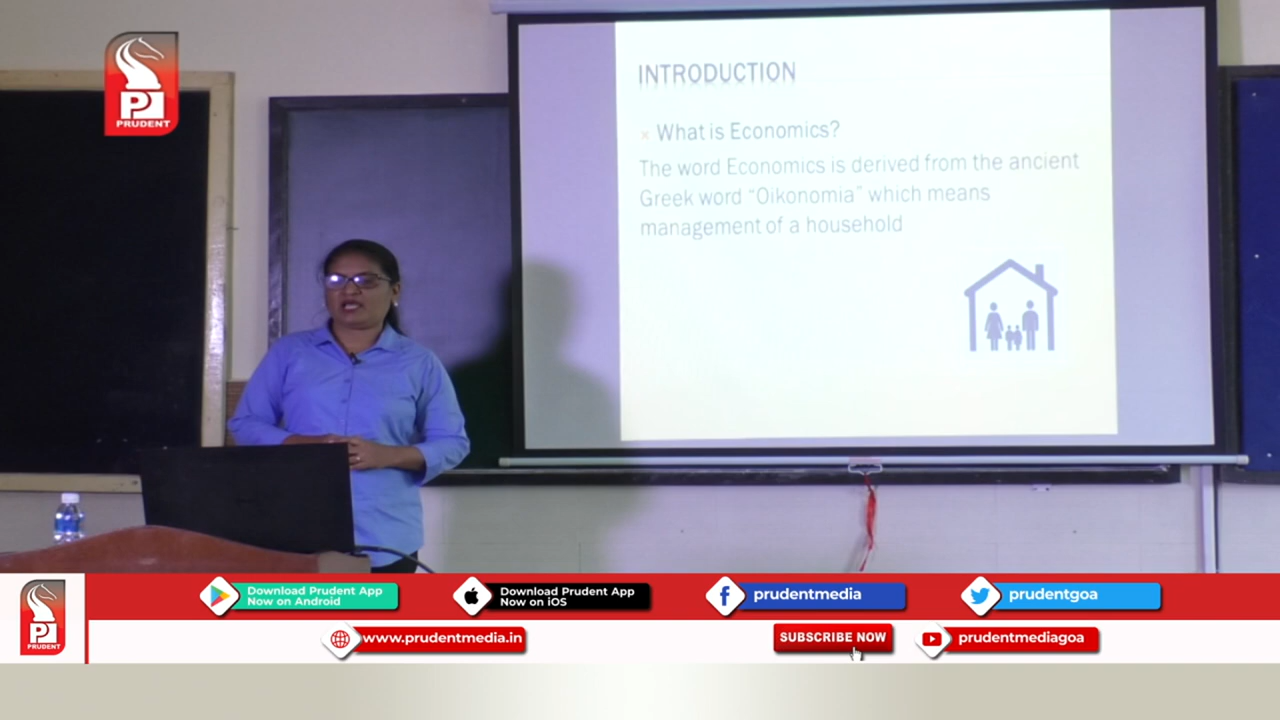 PRUDENT
INTRODUCTION
What is Economics?
The word Economics is derived from the ancient
Greek word “Oikonomia” which means
management of a household
PRUDENT
Download Prudent App
Now on Android
Download Prudent App
Now on iOS
prudentmedia
prudentgoa
www.prudentmedia.in
SUBSCRIBE NOW
prudentmediagoa